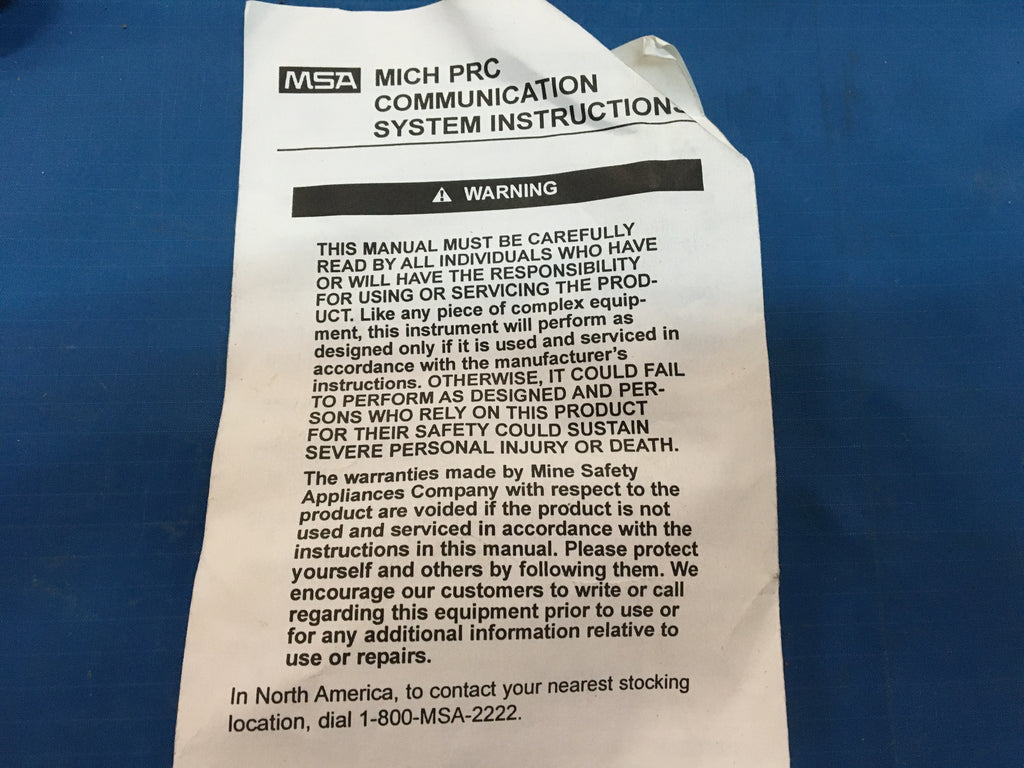 MSA
MICH PRC
COMMUNICATION
SYSTEM INSTRUCTIONS
WARNING
THIS MANUAL MUST BE CAREFULLY
READ BY ALL INDIVIDUALS WHO HAVE
OR WILL HAVE THE RESPONSIBILITY
FOR USING OR SERVICING THE PROD-
UCT. Like any piece of complex equip-
ment, this instrument will perform as
designed only if it is used and serviced in
accordance with the manufacturer's
instructions. OTHERWISE, IT COULD FAIL
TO PERFORM AS DESIGNED AND PER-
SONS WHO RELY ON THIS PRODUCT
FOR THEIR SAFETY COULD SUSTAIN
SEVERE PERSONAL INJURY OR DEATH.
The warranties made by Mine Safety
Appliances Company with respect to the
product are voided if the product is not
used and serviced in accordance with the
instructions in this manual. Please protect
yourself and others by following them. We
encourage our customers to write or call
regarding this equipment prior to use or
for any additional information relative to
use or repairs.
In North America, to contact your nearest stocking
location, dial 1-800-MSA-2222.